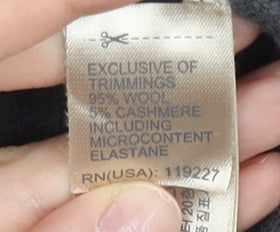 EXCLUSIVE OF
TRIMMINGS
95% WOOL
5% CASHMERE
INCLUDING
MICROCONTENT
ELASTANE
RN(USA): 119227